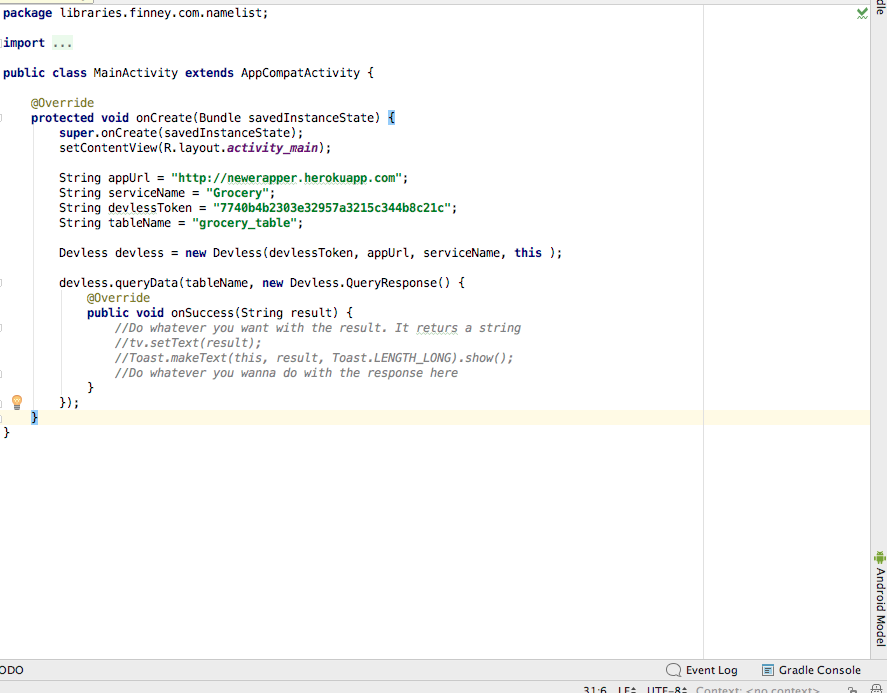 package libraries.finney.com.namelist;
import ...
public class MainActivity extends AppCompatActivity {
@Override
protected void onCreate(Bundle savedInstanceState) {
super.onCreate(savedInstanceState);
setContentView(R.layout.activity_main);
String appUrl = "http://newerapper.herokuapp.com";
String serviceName = "Grocery";
String devlessToken = "7740b4b2303e32957a3215c344b8c21c";
String tableName = "grocery_table";
Devless devless = new Devless(devlessToken, appUrl, serviceName, this );
devless.queryData(tableName, new Devless.QueryResponse() {
@Override
public void onSuccess(String result) {
//Do whatever you want with the result. It returs a string
//tv.setText(result);
//Toast.makeText(this, result, Toast.LENGTH_LONG).show();
//Do whatever you wanna do with the response here
}
});
}
}
dle
Android Model
ODO
Event Log
Gradle Console
31:6 LF UTF-8 Context: <no context>